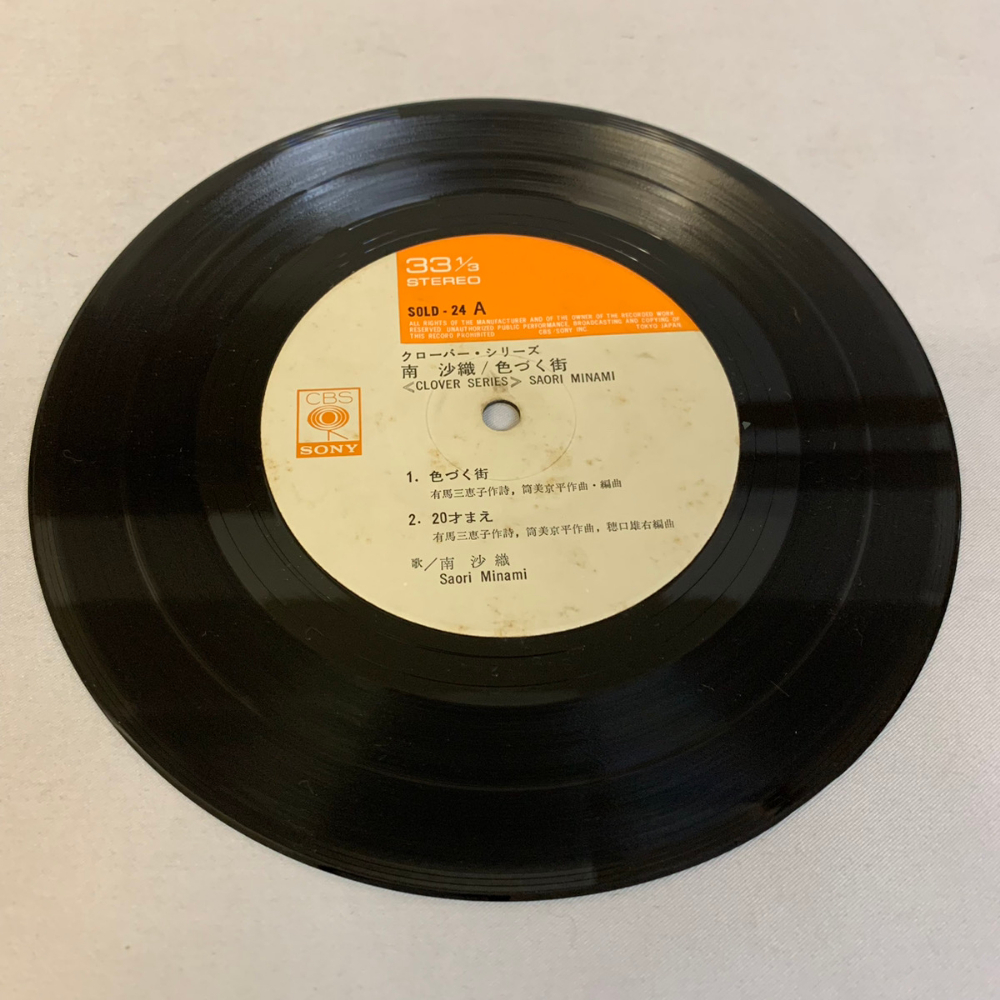 33 1/3
STEREO
SOLD-24 A
ALL RIGHTS OF THE MANUFACTURER AND OF THE OWNER OF THE RECORDED WORK
RESERVED UNAUTHORIZED PUBLIC PERFORMANCE, BROADCASTING AND COPYING OF
THIS RECORD PROHIBITED CBS/SONY INC. TOKYO JAPAN
クローバー・シリーズ
南 沙織/色づく街
<CLOVER SERIES> SAORI MINAMI
CBS
SONY
1. 色づく街
有馬三恵子作詩, 筒美京平作曲・編曲
2. 20才まえ
有馬三恵子作詩, 筒美京平作曲, 穂口雄右編曲
歌/南 沙織
Saori Minami